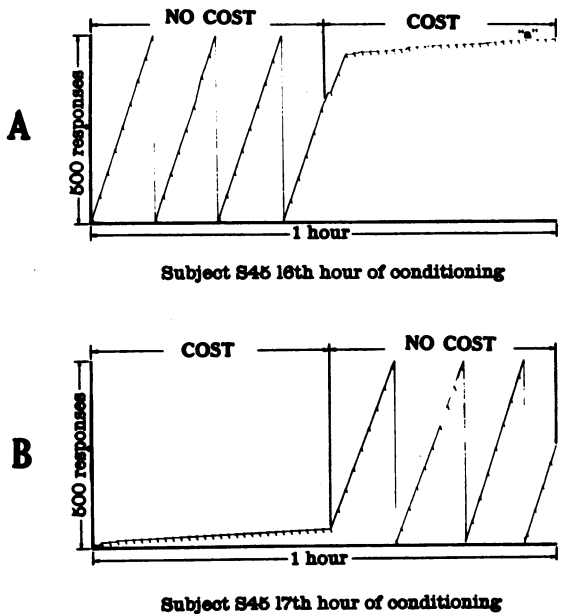 NO COST
COST
"a"
A
500 responses
1 hour
Subject S45 16th hour of conditioning
COST
NO COST
B
500 responses
1 hour
Subject S45 17th hour of conditioning